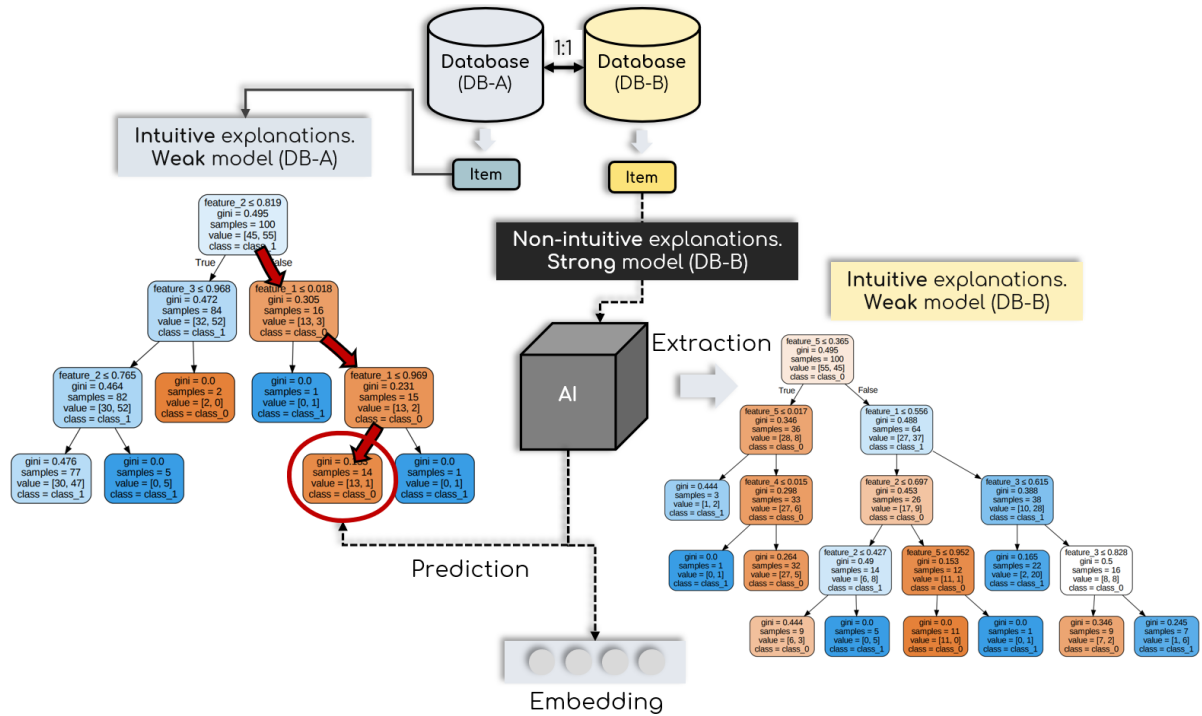 Database
(DB-A)
1:1
Database
(DB-B)
Item
Item
Intuitive explanations.
Weak model (DB-A)
Non-intuitive explanations.
Strong model (DB-B)
Intuitive explanations.
Weak model (DB-B)
AI
Extraction
Prediction
Embedding
feature_2 ≤ 0.819
gini = 0.495
samples = 100
value = [45, 55]
class = class_1
True
False
feature_3 ≤ 0.968
gini = 0.472
samples = 84
value = [32, 52]
class = class_1
feature_1 ≤ 0.018
gini = 0.305
samples = 16
value = [13, 3]
class = class_0
feature_2 ≤ 0.765
gini = 0.464
samples = 82
value = [30, 52]
class = class_1
gini = 0.0
samples = 2
value = [2, 0]
class = class_0
gini = 0.0
samples = 1
value = [0, 1]
class = class_1
feature_1 ≤ 0.969
gini = 0.231
samples = 15
value = [13, 2]
class = class_0
gini = 0.476
samples = 77
value = [30, 47]
class = class_1
gini = 0.0
samples = 5
value = [0, 5]
class = class_1
gini =
samples = 14
value = [13, 1]
class = class_0
gini = 0.0
samples = 1
value = [0, 1]
class = class_1
feature_5 ≤ 0.365
gini = 0.495
samples = 100
value = [55, 45]
class = class_0
True
False
feature_5 ≤ 0.017
gini = 0.346
samples = 36
value = [28, 8]
class = class_0
feature_1 ≤ 0.556
gini = 0.488
samples = 64
value = [27, 37]
class = class_1
gini = 0.444
samples = 3
value = [1, 2]
class = class_1
feature_4 ≤ 0.015
gini = 0.298
samples = 33
value = [27, 6]
class = class_0
feature_2 ≤ 0.697
gini = 0.453
samples = 26
value = [17, 9]
class = class_0
feature_3 ≤ 0.615
gini = 0.388
samples = 38
value = [10, 28]
class = class_1
gini = 0.0
samples = 1
value = [0, 1]
class = class_1
gini = 0.264
samples = 32
value = [27, 5]
class = class_0
feature_2 ≤ 0.427
gini = 0.49
samples = 14
value = [6, 8]
class = class_1
feature_5 ≤ 0.952
gini = 0.153
samples = 12
value = [11, 1]
class = class_0
gini = 0.165
samples = 22
value = [2, 20]
class = class_1
feature_3 ≤ 0.828
gini = 0.5
samples = 16
value = [8, 8]
class = class_0
gini = 0.444
samples = 9
value = [6, 3]
class = class_0
gini = 0.0
samples = 5
value = [0, 5]
class = class_1
gini = 0.0
samples = 11
value = [11, 0]
class = class_0
gini = 0.0
samples = 1
value = [0, 1]
class = class_1
gini = 0.346
samples = 9
value = [7, 2]
class = class_0
gini = 0.245
samples = 7
value = [1, 6]
class = class_1